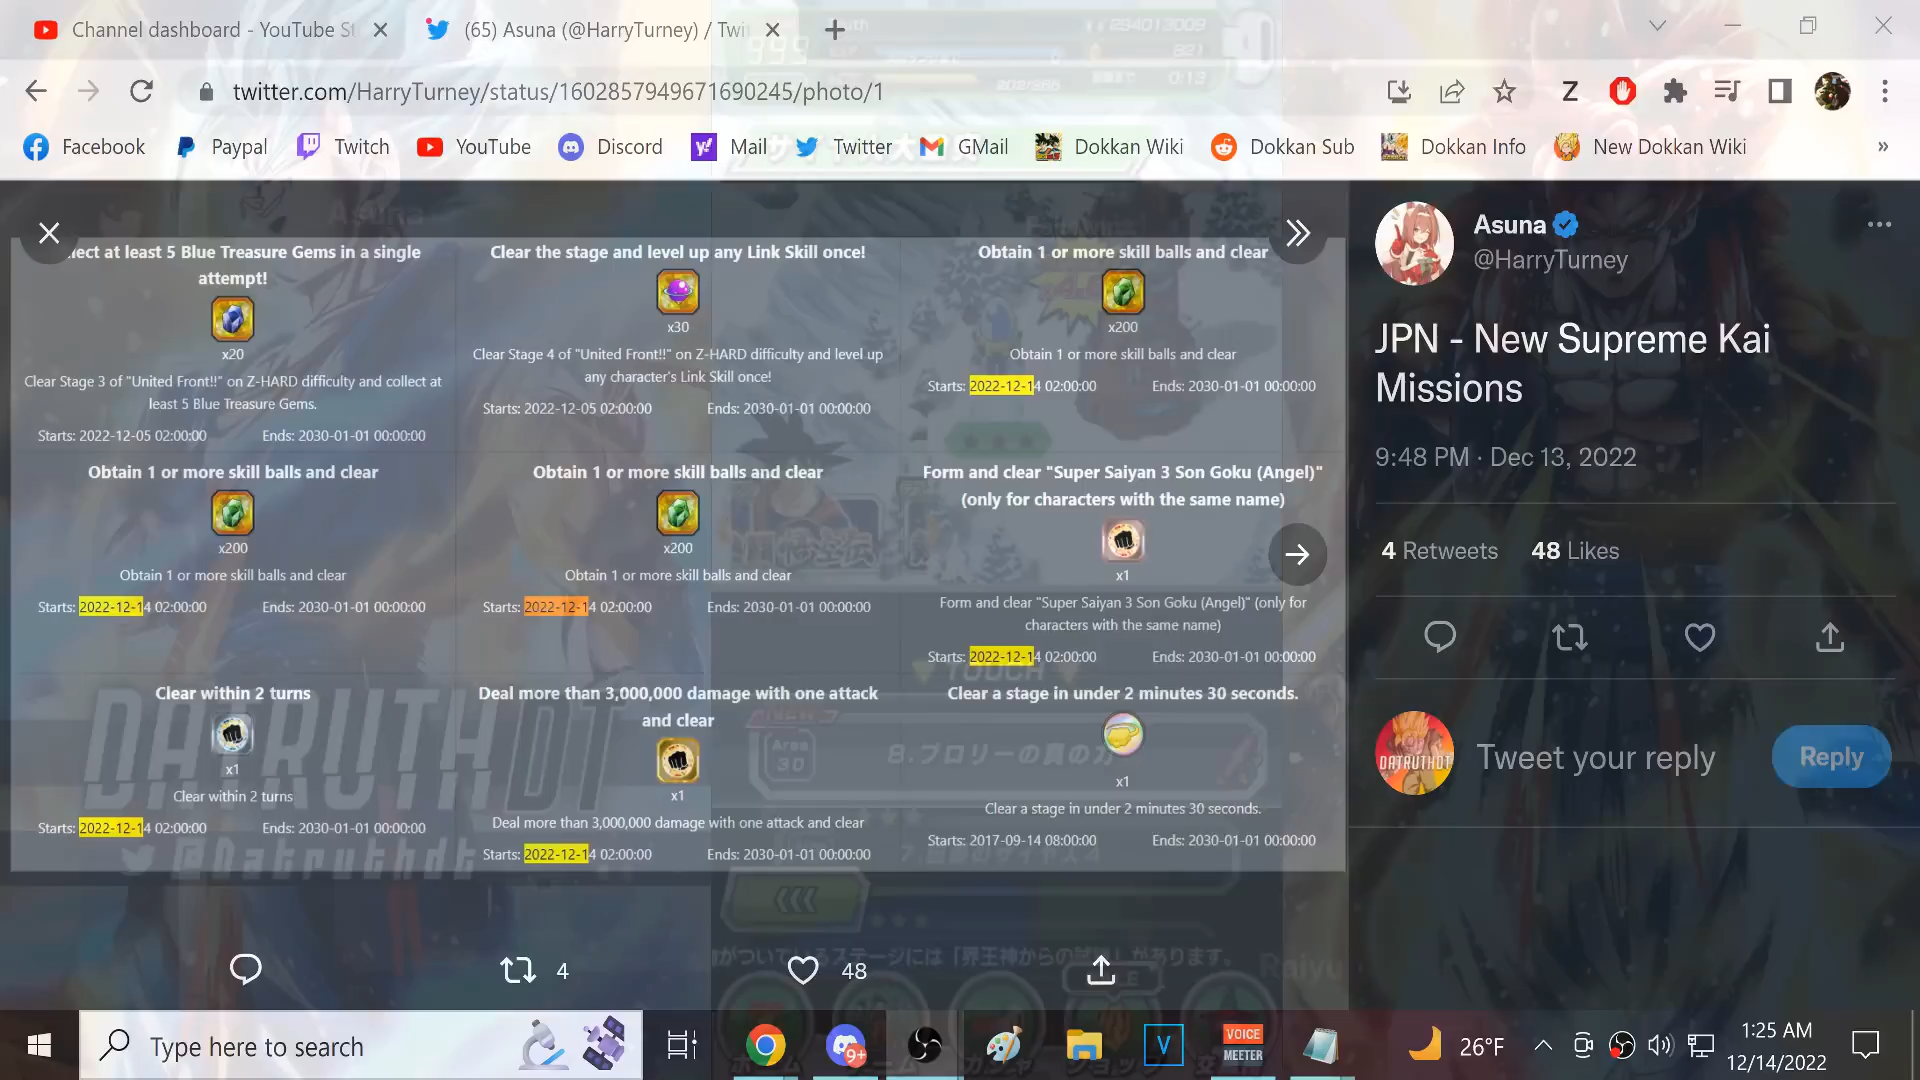 Channel dashboard - YouTube St
(65) Asuna (@HarryTurney) / Twi
twitter.com/HarryTurney/status/1602857949671690245/photo/1
Facebook
Paypal
Twitch
YouTube
Discord
Mail
Twitter
GMail
Dokkan Wiki
Dokkan Sub
Dokkan Info
New Dokkan Wiki
at least 5 Blue Treasure Gems in a single
attempt!
x20
Clear Stage 3 of "United Front!!" on Z-HARD difficulty and collect at
least 5 Blue Treasure Gems.
Starts: 2022-12-05 02:00:00 Ends: 2030-01-01 00:00:00
Clear the stage and level up any Link Skill once!
x30
Clear Stage 4 of "United Front!!" on Z-HARD difficulty and level up
any character's Link Skill once!
Starts: 2022-12-05 02:00:00 Ends: 2030-01-01 00:00:00
Obtain 1 or more skill balls and clear
x200
Obtain 1 or more skill balls and clear
Starts: 2022-12-14 02:00:00 Ends: 2030-01-01 00:00:00
Obtain 1 or more skill balls and clear
x200
Obtain 1 or more skill balls and clear
Starts: 2022-12-14 02:00:00 Ends: 2030-01-01 00:00:00
Obtain 1 or more skill balls and clear
x200
Obtain 1 or more skill balls and clear
Starts: 2022-12-14 02:00:00 Ends: 2030-01-01 00:00:00
Form and clear "Super Saiyan 3 Son Goku (Angel)"
(only for characters with the same name)
x1
Form and clear "Super Saiyan 3 Son Goku (Angel)" (only for
characters with the same name)
Starts: 2022-12-14 02:00:00 Ends: 2030-01-01 00:00:00
Clear within 2 turns
x1
Clear within 2 turns
Starts: 2022-12-14 02:00:00 Ends: 2030-01-01 00:00:00
Deal more than 3,000,000 damage with one attack
and clear
x1
Deal more than 3,000,000 damage with one attack and clear
Starts: 2022-12-14 02:00:00 Ends: 2030-01-01 00:00:00
Clear a stage in under 2 minutes 30 seconds.
x1
Clear a stage in under 2 minutes 30 seconds.
Starts: 2017-09-14 08:00:00 Ends: 2030-01-01 00:00:00
DATRUTHDT
@Datruthdt
TOUCH
NEW
Area
30
4
48
Asuna
@HarryTurney
JPN - New Supreme Kai
Missions
9:48 PM · Dec 13, 2022
4 Retweets 48 Likes
DATRUTHDT
Tweet your reply
Reply
Type here to search
9+
VOICE
MEETER
26°F
1:25 AM
12/14/2022